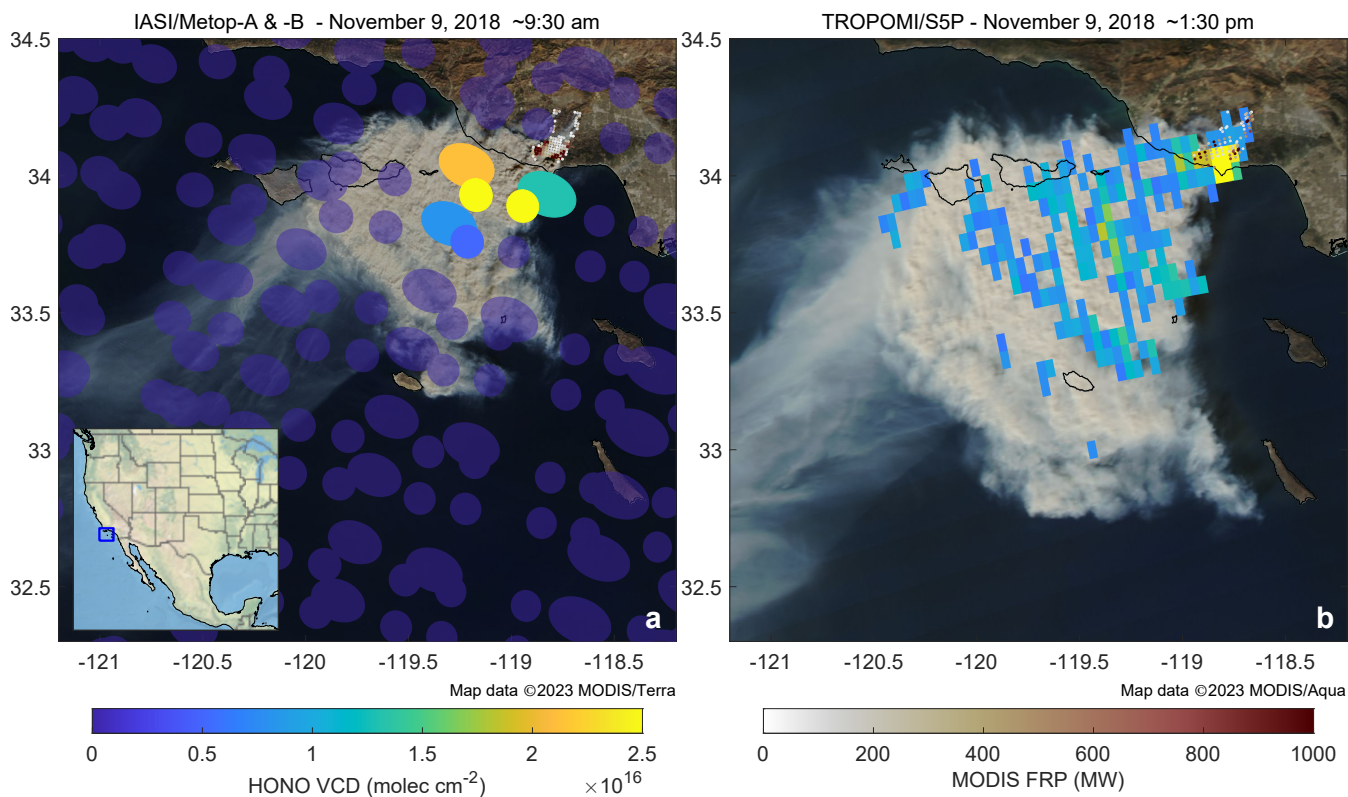 IASI/Metop-A & -B - November 9, 2018 ~9:30 am
34.5
34
33.5
33
32.5
a
-121 -120.5 -120 -119.5 -119 -118.5
Map data ©2023 MODIS/Terra
0 0.5 1 1.5 2 2.5
HONO VCD (molec cm-2) ×10^16
TROPOMI/S5P - November 9, 2018 ~1:30 pm
34.5
34
33.5
33
32.5
b
-121 -120.5 -120 -119.5 -119 -118.5
Map data ©2023 MODIS/Aqua
0 200 400 600 800 1000
MODIS FRP (MW)